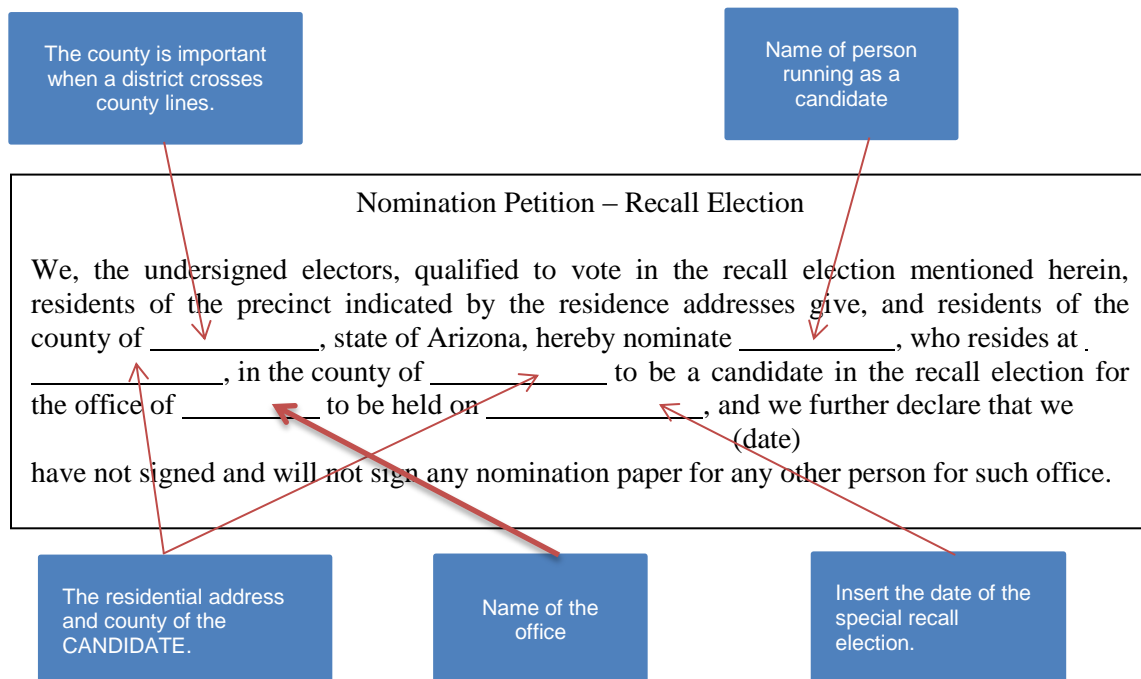 The county is important
when a district crosses
county lines.
Name of person
running as a
candidate
Nomination Petition – Recall Election
We, the undersigned electors, qualified to vote in the recall election mentioned herein,
residents of the precinct indicated by the residence addresses give, and residents of the
county of ______________, state of Arizona, hereby nominate _____________, who resides at _
________________, in the county of _______________ to be a candidate in the recall election for
the office of ___________ to be held on __________________, and we further declare that we
(date)
have not signed and will not sign any nomination paper for any other person for such office.
The residential address
and county of the
CANDIDATE.
Name of the
office
Insert the date of the
special recall
election.